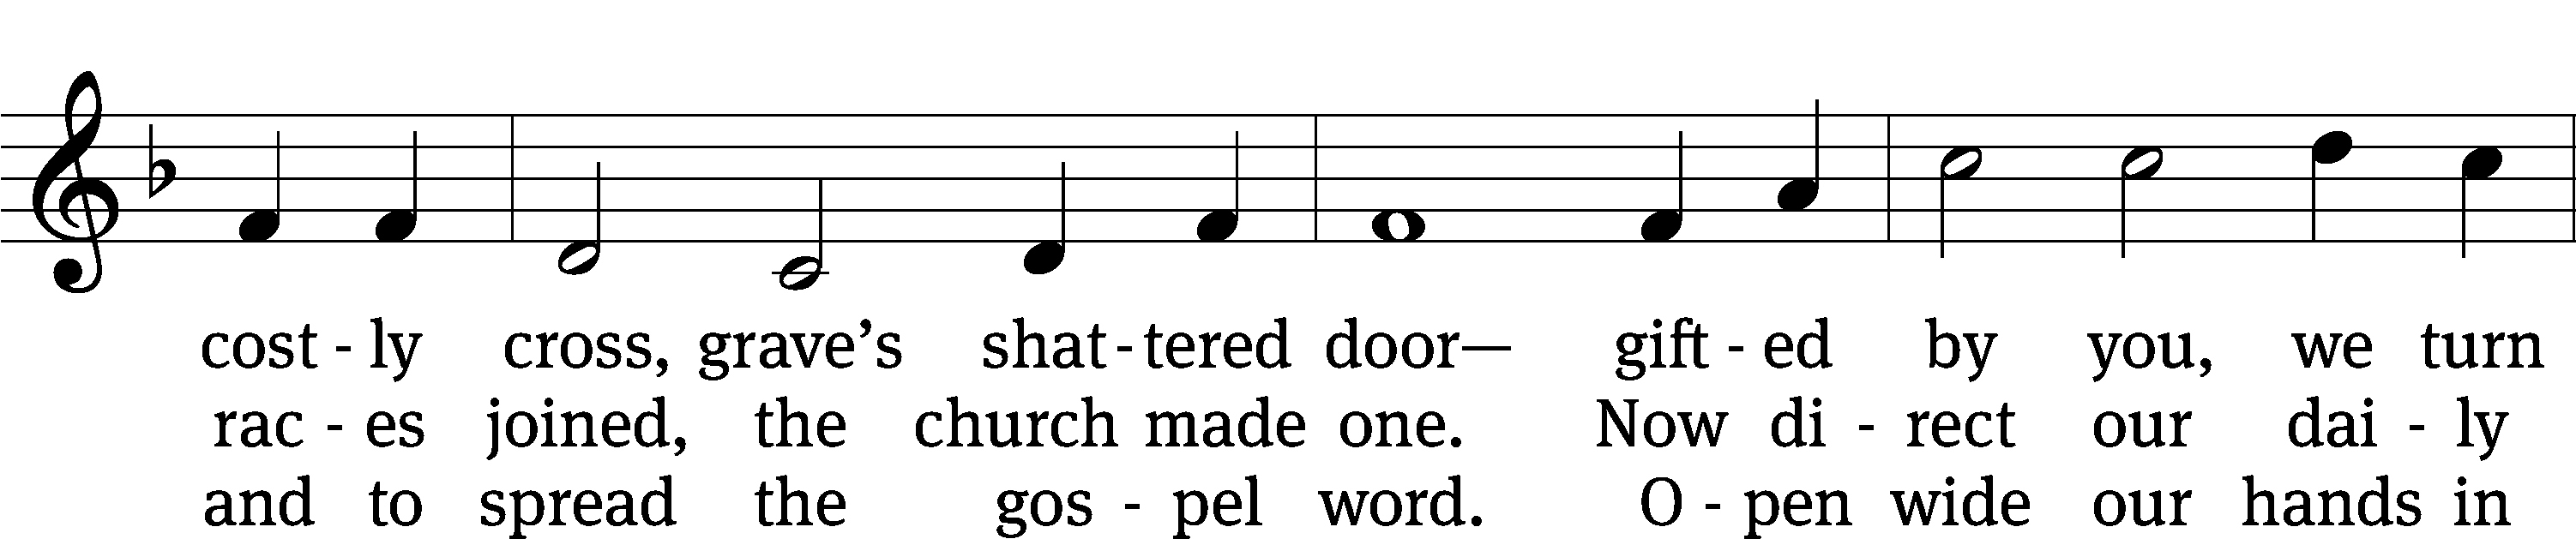 cost - ly cross, grave’s shat - tered door— gift - ed by you, we turn
rac - es joined, the church made one. Now di - rect our dai - ly
and to spread the gos - pel word. O - pen wide our hands in